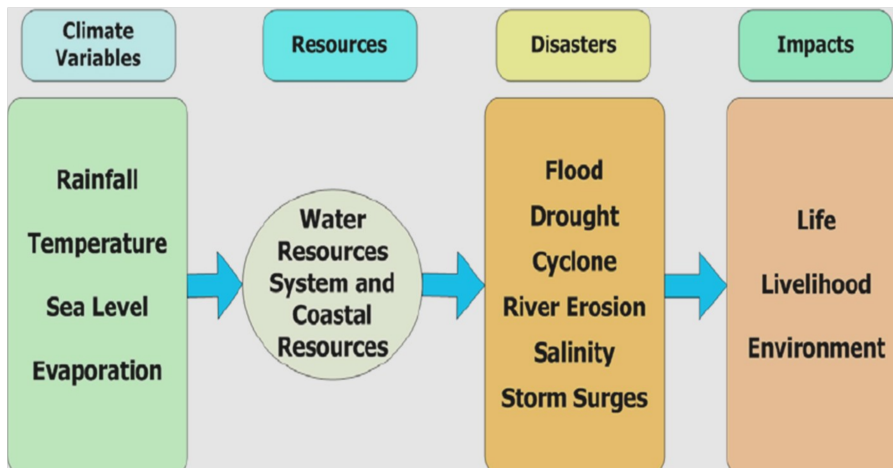 Climate
Variables
Resources
Disasters
Impacts
Rainfall
Temperature
Sea Level
Evaporation
Water
Resources
System and
Coastal
Resources
Flood
Drought
Cyclone
River Erosion
Salinity
Storm Surges
Life
Livelihood
Environment